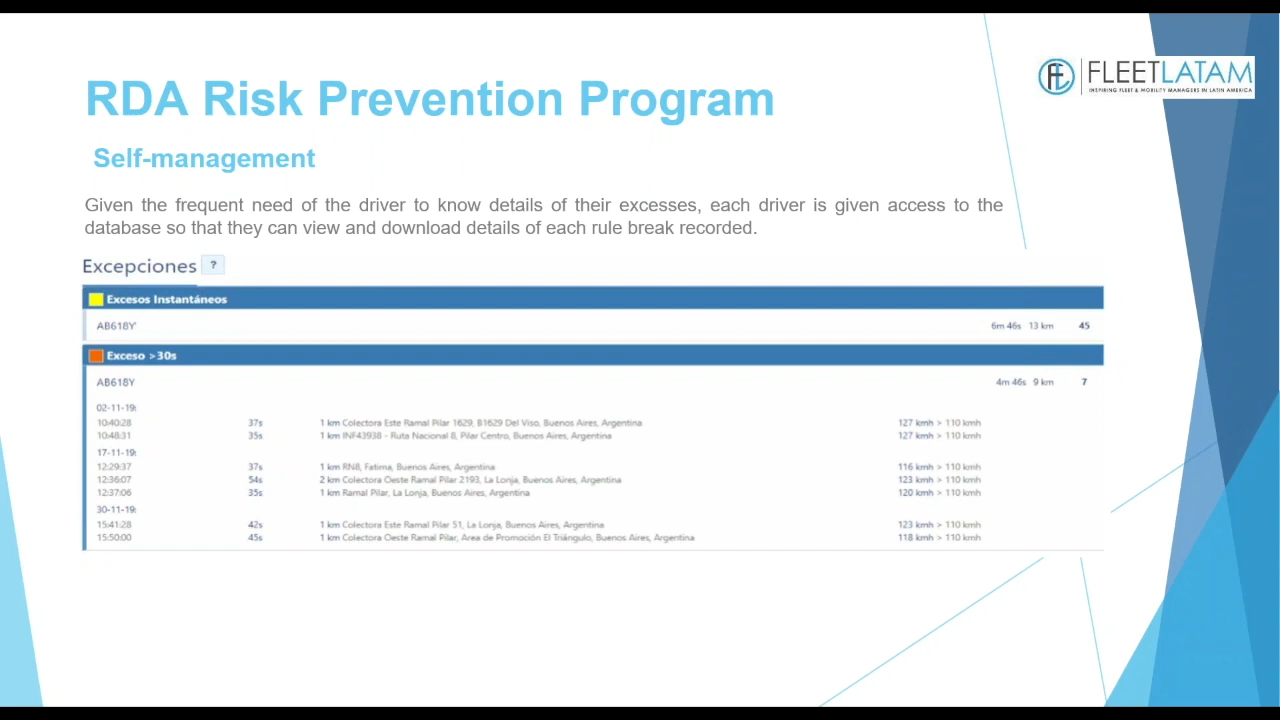 FLEETLATAM
INSPIRING FLEET & MOBILITY MANAGERS IN LATIN AMERICA
RDA Risk Prevention Program
Self-management
Given the frequent need of the driver to know details of their excesses, each driver is given access to the
database so that they can view and download details of each rule break recorded.
Excepciones ?
Excesos Instantáneos
AB618Y 6m 46s 13 km 45
Exceso >30s
AB618Y 4m 46s 9 km 7
02-11-19:
10:40:28 37s 1 km Colectora Este Ramal Pilar 1629, B1629 Del Viso, Buenos Aires, Argentina 127 kmh > 110 kmh
10:48:31 35s 1 km INF43938 - Ruta Nacional 8, Pilar Centro, Buenos Aires, Argentina 127 kmh > 110 kmh
17-11-19:
12:29:37 37s 1 km RN8, Fatima, Buenos Aires, Argentina 116 kmh > 110 kmh
12:36:07 54s 2 km Colectora Oeste Ramal Pilar 2193, La Lonja, Buenos Aires, Argentina 123 kmh > 110 kmh
12:37:06 35s 1 km Ramal Pilar, La Lonja, Buenos Aires, Argentina 120 kmh > 110 kmh
30-11-19:
15:41:28 42s 1 km Colectora Este Ramal Pilar 51, La Lonja, Buenos Aires, Argentina 123 kmh > 110 kmh
15:50:00 45s 1 km Colectora Oeste Ramal Pilar, Area de Promoción El Triángulo, Buenos Aires, Argentina 118 kmh > 110 kmh